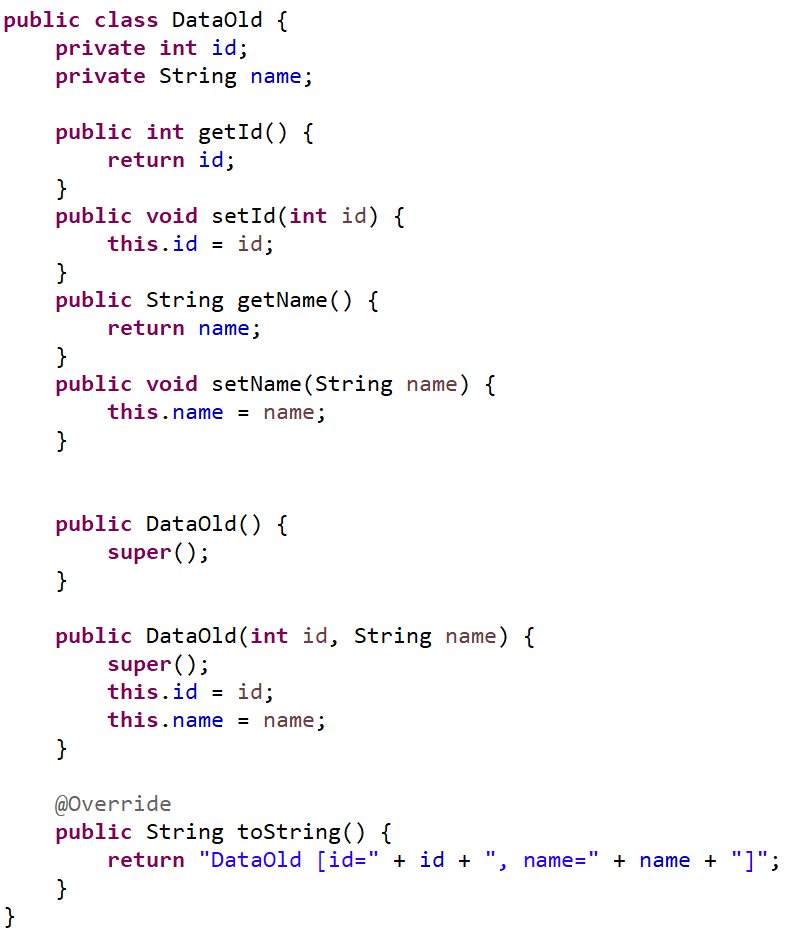 public class DataOld {
    private int id;
    private String name;

    public int getId() {
        return id;
    }
    public void setId(int id) {
        this.id = id;
    }
    public String getName() {
        return name;
    }
    public void setName(String name) {
        this.name = name;
    }


    public DataOld() {
        super();
    }

    public DataOld(int id, String name) {
        super();
        this.id = id;
        this.name = name;
    }

    @Override
    public String toString() {
        return "DataOld [id=" + id + ", name=" + name + "]";
    }
}